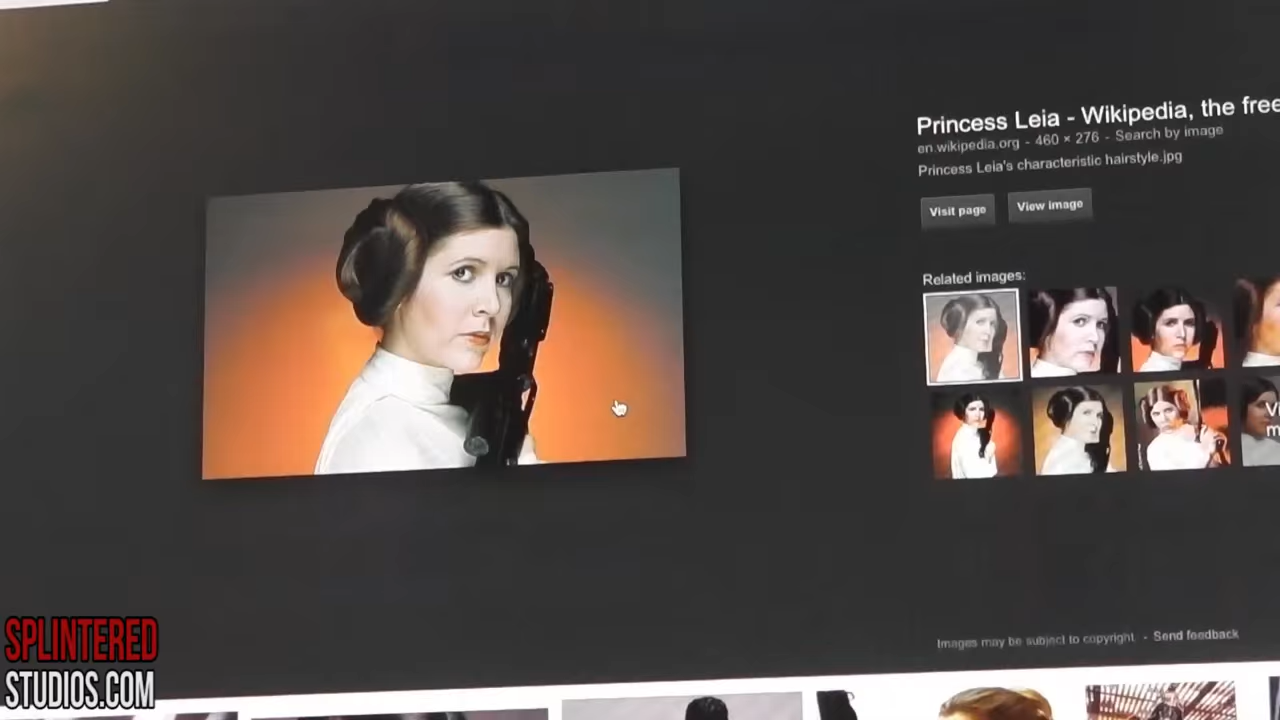 Princess Leia - Wikipedia, the free
en.wikipedia.org - 460 × 276 - Search by image
Princess Leia's characteristic hairstyle.jpg
Visit page
View image
Related images:
Images may be subject to copyright. - Send feedback
SPLINTERED
STUDIOS.COM